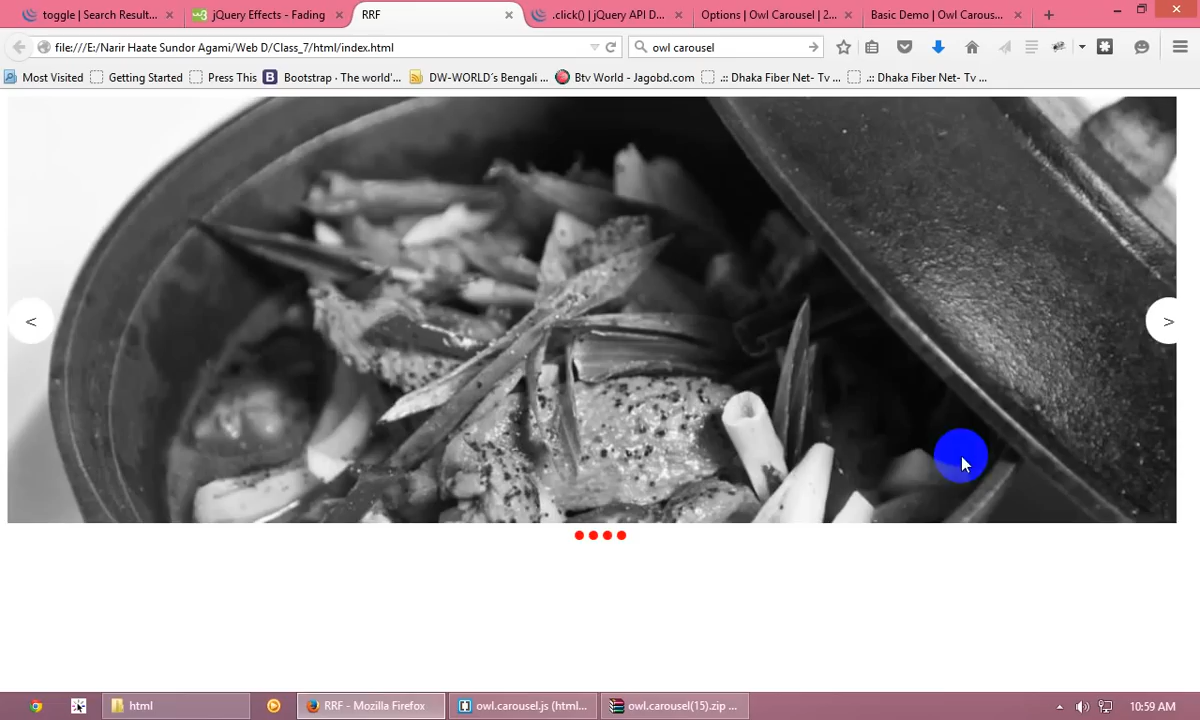 toggle | Search Result...
jQuery Effects - Fading
RRF
.click() | jQuery API D...
Options | Owl Carousel | 2...
Basic Demo | Owl Carous...
file:///E:/Narir Haate Sundor Agami/Web D/Class_7/html/index.html
owl carousel
Most Visited
Getting Started
Press This
B
Bootstrap · The world'...
DW-WORLD´s Bengali ...
Btv World - Jagobd.com
.:: Dhaka Fiber Net- Tv ...
.:: Dhaka Fiber Net- Tv ...
<
>
html
RRF - Mozilla Firefox
owl.carousel.js (html...
owl.carousel(15).zip ...
10:59 AM